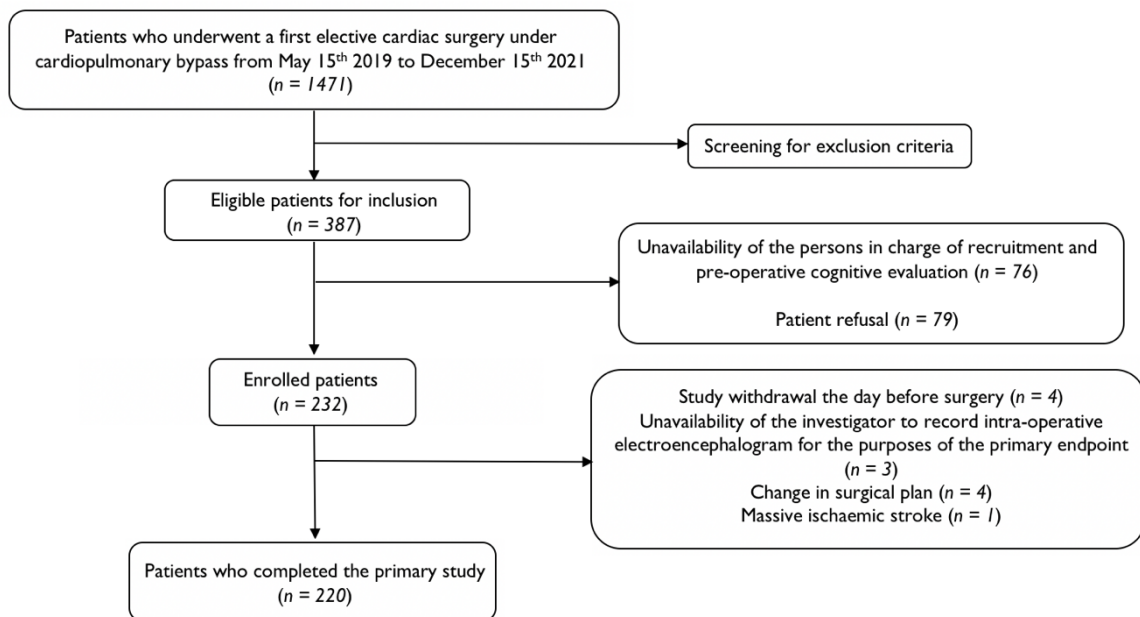 Patients who underwent a first elective cardiac surgery under
cardiopulmonary bypass from May 15th 2019 to December 15th 2021
(n = 1471)
Screening for exclusion criteria
Eligible patients for inclusion
(n = 387)
Unavailability of the persons in charge of recruitment and
pre-operative cognitive evaluation (n = 76)
Patient refusal (n = 79)
Enrolled patients
(n = 232)
Study withdrawal the day before surgery (n = 4)
Unavailability of the investigator to record intra-operative
electroencephalogram for the purposes of the primary endpoint
(n = 3)
Change in surgical plan (n = 4)
Massive ischaemic stroke (n = 1)
Patients who completed the primary study
(n = 220)